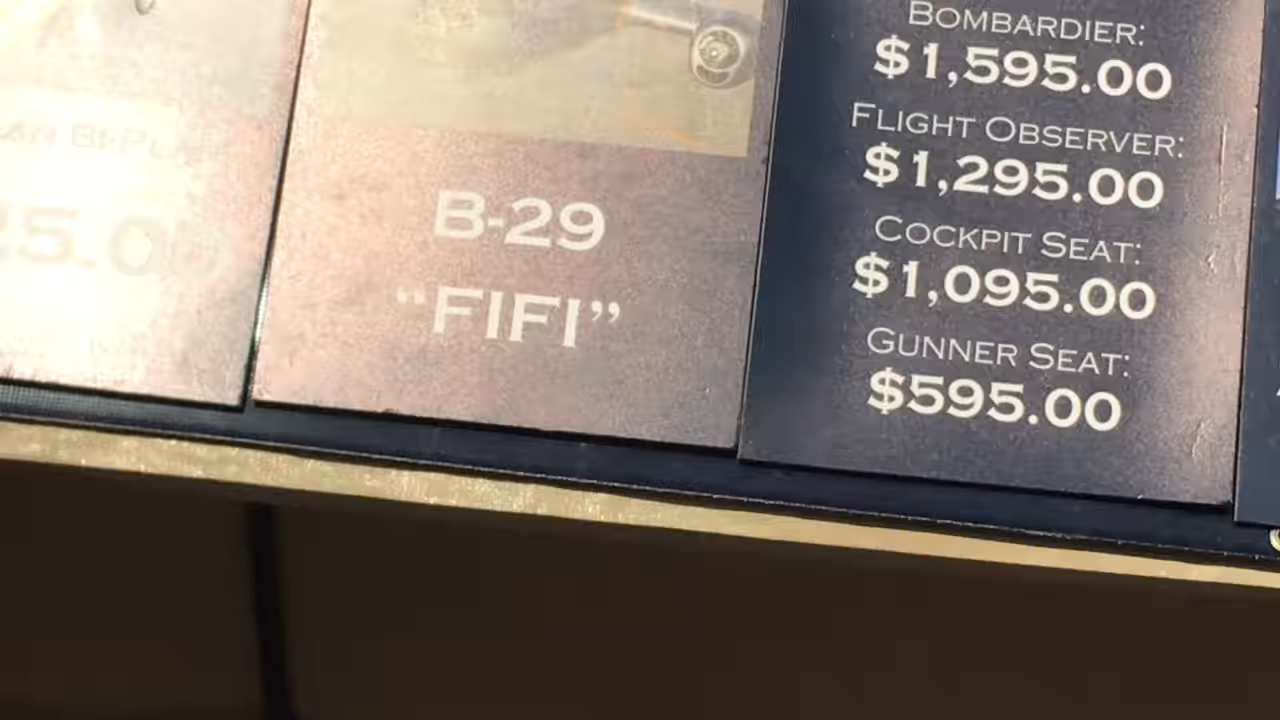 B-29
“FIFI”
BOMBARDIER:
$1,595.00
FLIGHT OBSERVER:
$1,295.00
COCKPIT SEAT:
$1,095.00
GUNNER SEAT:
$595.00